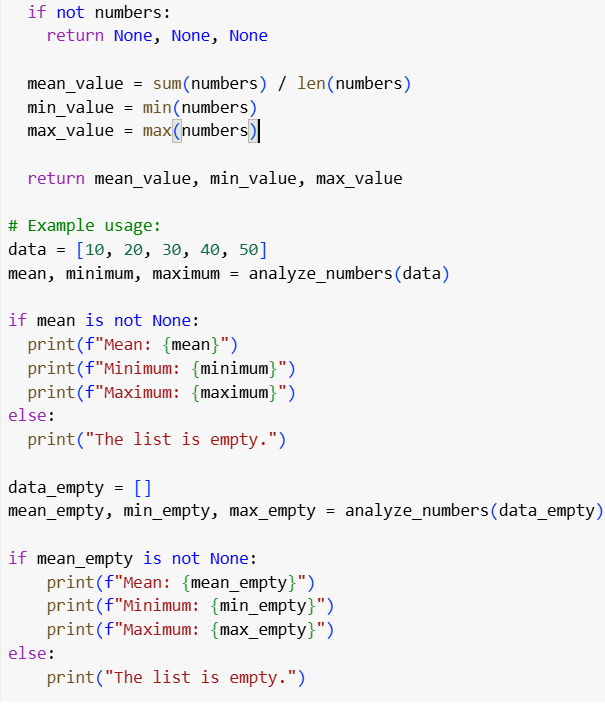 if not numbers:
return None, None, None
mean_value = sum(numbers) / len(numbers)
min_value = min(numbers)
max_value = max(numbers)
return mean_value, min_value, max_value
# Example usage:
data = [10, 20, 30, 40, 50]
mean, minimum, maximum = analyze_numbers(data)
if mean is not None:
print(f"Mean: {mean}")
print(f"Minimum: {minimum}")
print(f"Maximum: {maximum}")
else:
print("The list is empty.")
data_empty = []
mean_empty, min_empty, max_empty = analyze_numbers(data_empty)
if mean_empty is not None:
print(f"Mean: {mean_empty}")
print(f"Minimum: {min_empty}")
print(f"Maximum: {max_empty}")
else:
print("The list is empty.")